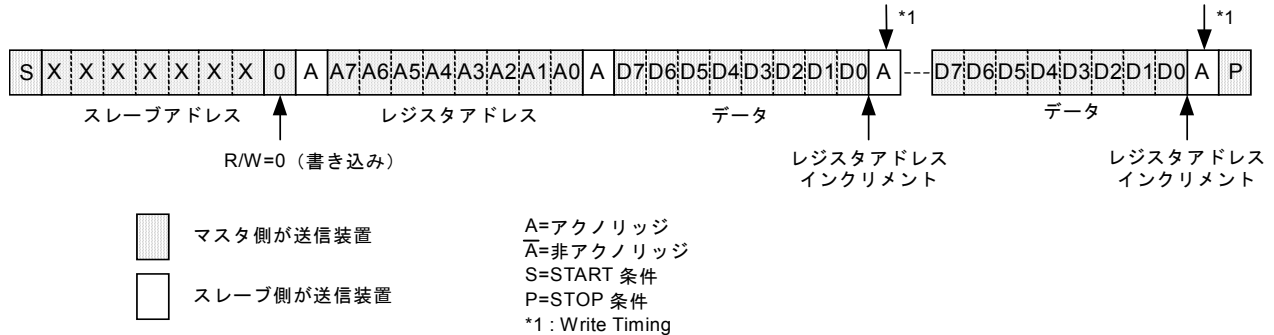 *1 *1
S X X X X X X X 0 A A7 A6 A5 A4 A3 A2 A1 A0 A D7 D6 D5 D4 D3 D2 D1 D0 A D7 D6 D5 D4 D3 D2 D1 D0 A P
スレーブアドレス レジスタアドレス データ データ
R/W=0（書き込み）
レジスタアドレス
インクリメント
レジスタアドレス
インクリメント
マスタ側が送信装置
スレーブ側が送信装置
A=アクノリッジ
A̅=非アクノリッジ
S=START 条件
P=STOP 条件
*1 : Write Timing